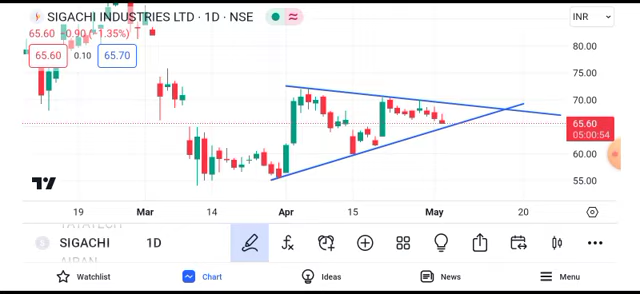 SIGACHI INDUSTRIES LTD · 1D · NSE
INR
65.60 -0.90 (-1.35%)
65.60 0.10 65.70
80.00
75.00
70.00
65.60
05:00:54
60.00
55.00
19 Mar 14 Apr 15 May 20
TATATECH
SIGACHI 1D
Watchlist Chart Ideas News Menu